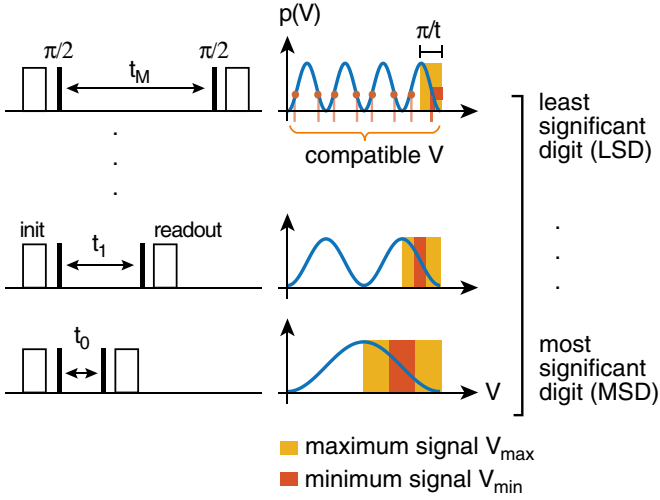 p(V)
π/t
π/2
π/2
t_M
compatible V
least
significant
digit (LSD)
.
.
.
init
t_1
readout
.
.
.
t_0
V
most
significant
digit (MSD)
maximum signal V_max
minimum signal V_min